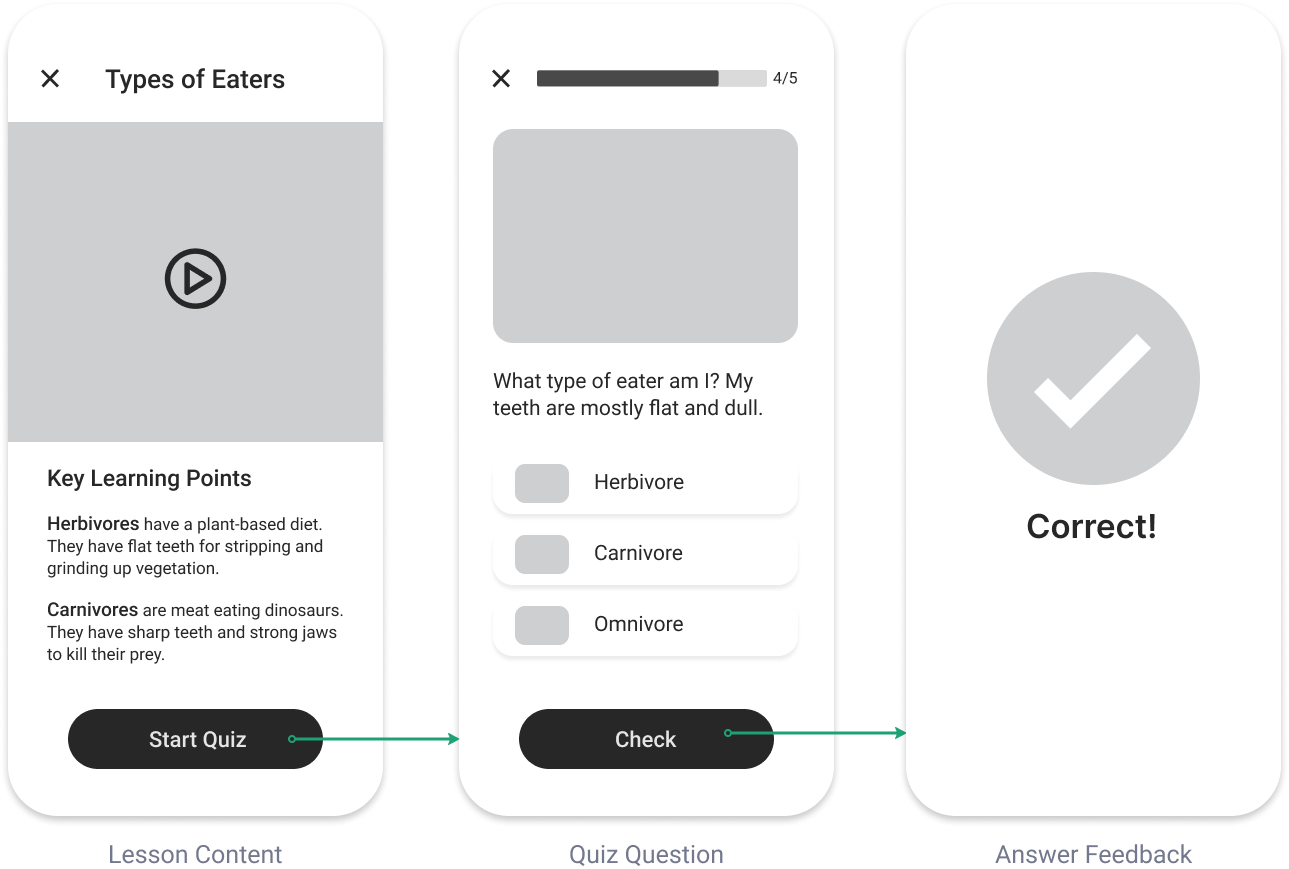 Types of Eaters
Key Learning Points
Herbivores have a plant-based diet.
They have flat teeth for stripping and
grinding up vegetation.
Carnivores are meat eating dinosaurs.
They have sharp teeth and strong jaws
to kill their prey.
Start Quiz
Lesson Content
4/5
What type of eater am I? My
teeth are mostly flat and dull.
Herbivore
Carnivore
Omnivore
Check
Quiz Question
Correct!
Answer Feedback